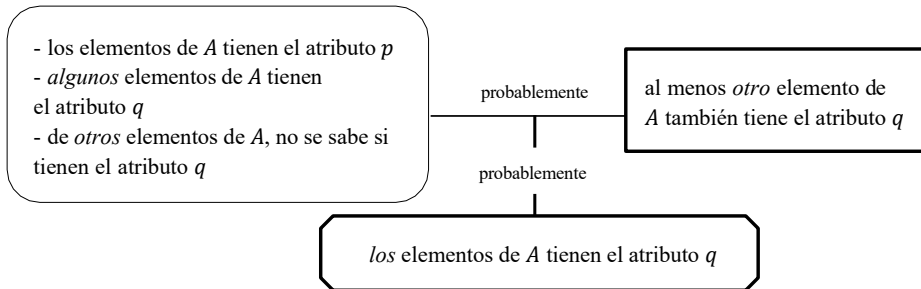 - los elementos de A tienen el atributo p
- algunos elementos de A tienen
el atributo q
- de otros elementos de A, no se sabe si
tienen el atributo q
probablemente
al menos otro elemento de
A también tiene el atributo q
probablemente
los elementos de A tienen el atributo q